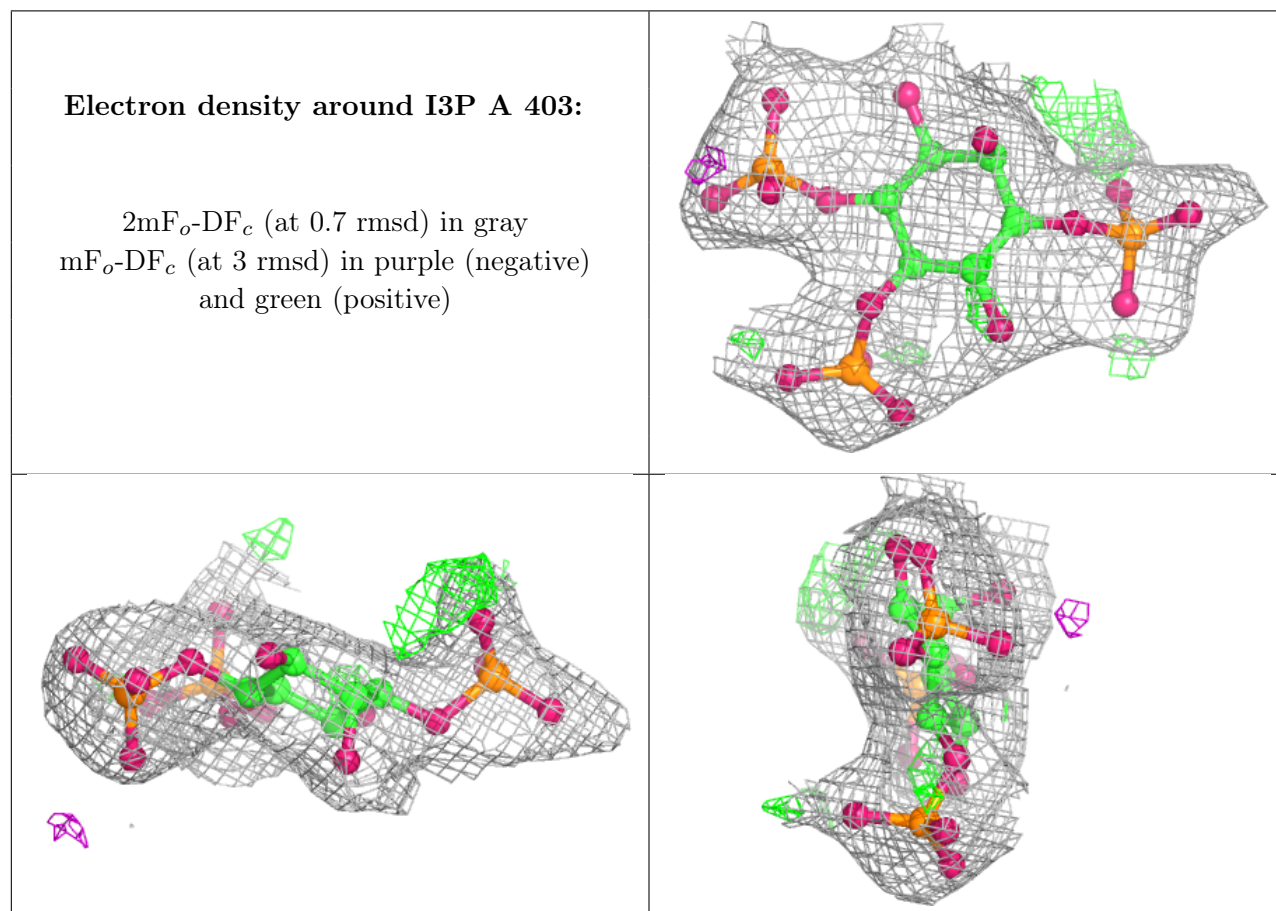 Electron density around I3P A 403:
2mFo-DFc (at 0.7 rmsd) in gray
mFo-DFc (at 3 rmsd) in purple (negative)
and green (positive)